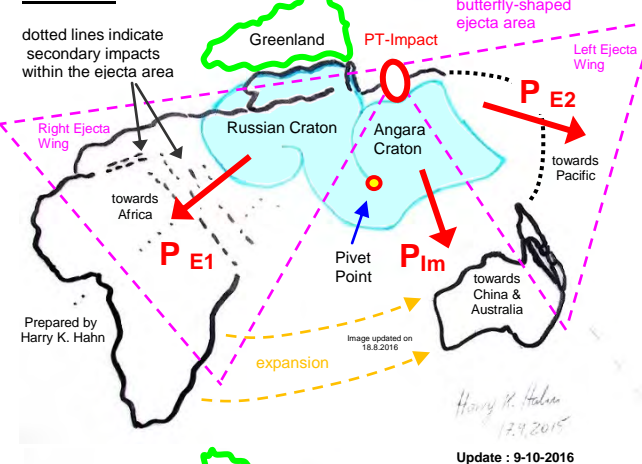 butterfly-shaped
ejecta area
dotted lines indicate
secondary impacts
within the ejecta area
Greenland
PT-Impact
Left Ejecta
Wing
P E2
Right Ejecta
Wing
Russian Craton
Angara
Craton
towards
Pacific
towards
Africa
P E1
Pivet
Point
PIm
towards
China &
Australia
Prepared by
Harry K. Hahn
Image updated on
18.8.2016
expansion
Harry K. Hahn
17.9.2015
Update : 9-10-2016